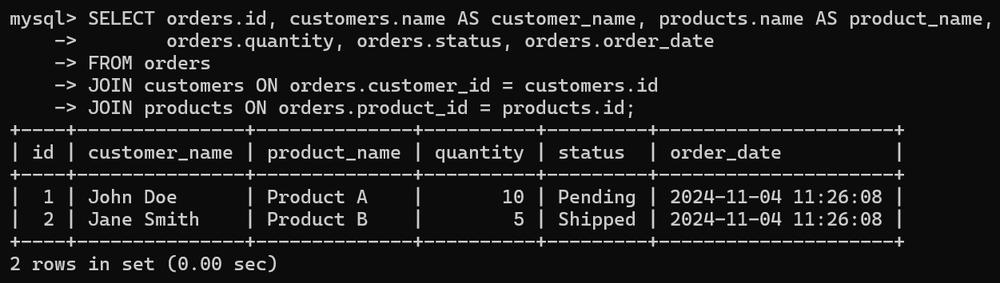 mysql> SELECT orders.id, customers.name AS customer_name, products.name AS product_name,
    ->        orders.quantity, orders.status, orders.order_date
    -> FROM orders
    -> JOIN customers ON orders.customer_id = customers.id
    -> JOIN products ON orders.product_id = products.id;
+----+---------------+--------------+----------+---------+---------------------+
| id | customer_name | product_name | quantity | status  | order_date          |
+----+---------------+--------------+----------+---------+---------------------+
|  1 | John Doe      | Product A    |       10 | Pending | 2024-11-04 11:26:08 |
|  2 | Jane Smith    | Product B    |        5 | Shipped | 2024-11-04 11:26:08 |
+----+---------------+--------------+----------+---------+---------------------+
2 rows in set (0.00 sec)